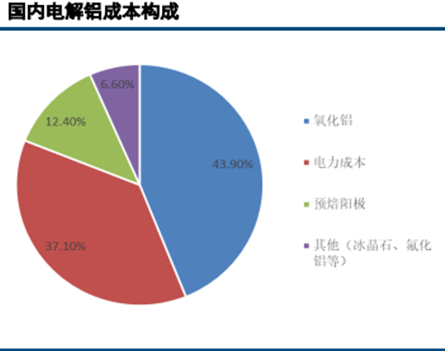 国内电解铝成本构成
6.60%
12.40%
43.90%
37.10%
氧化铝
电力成本
预焙阳极
其他（冰晶石、氟化
铝等）